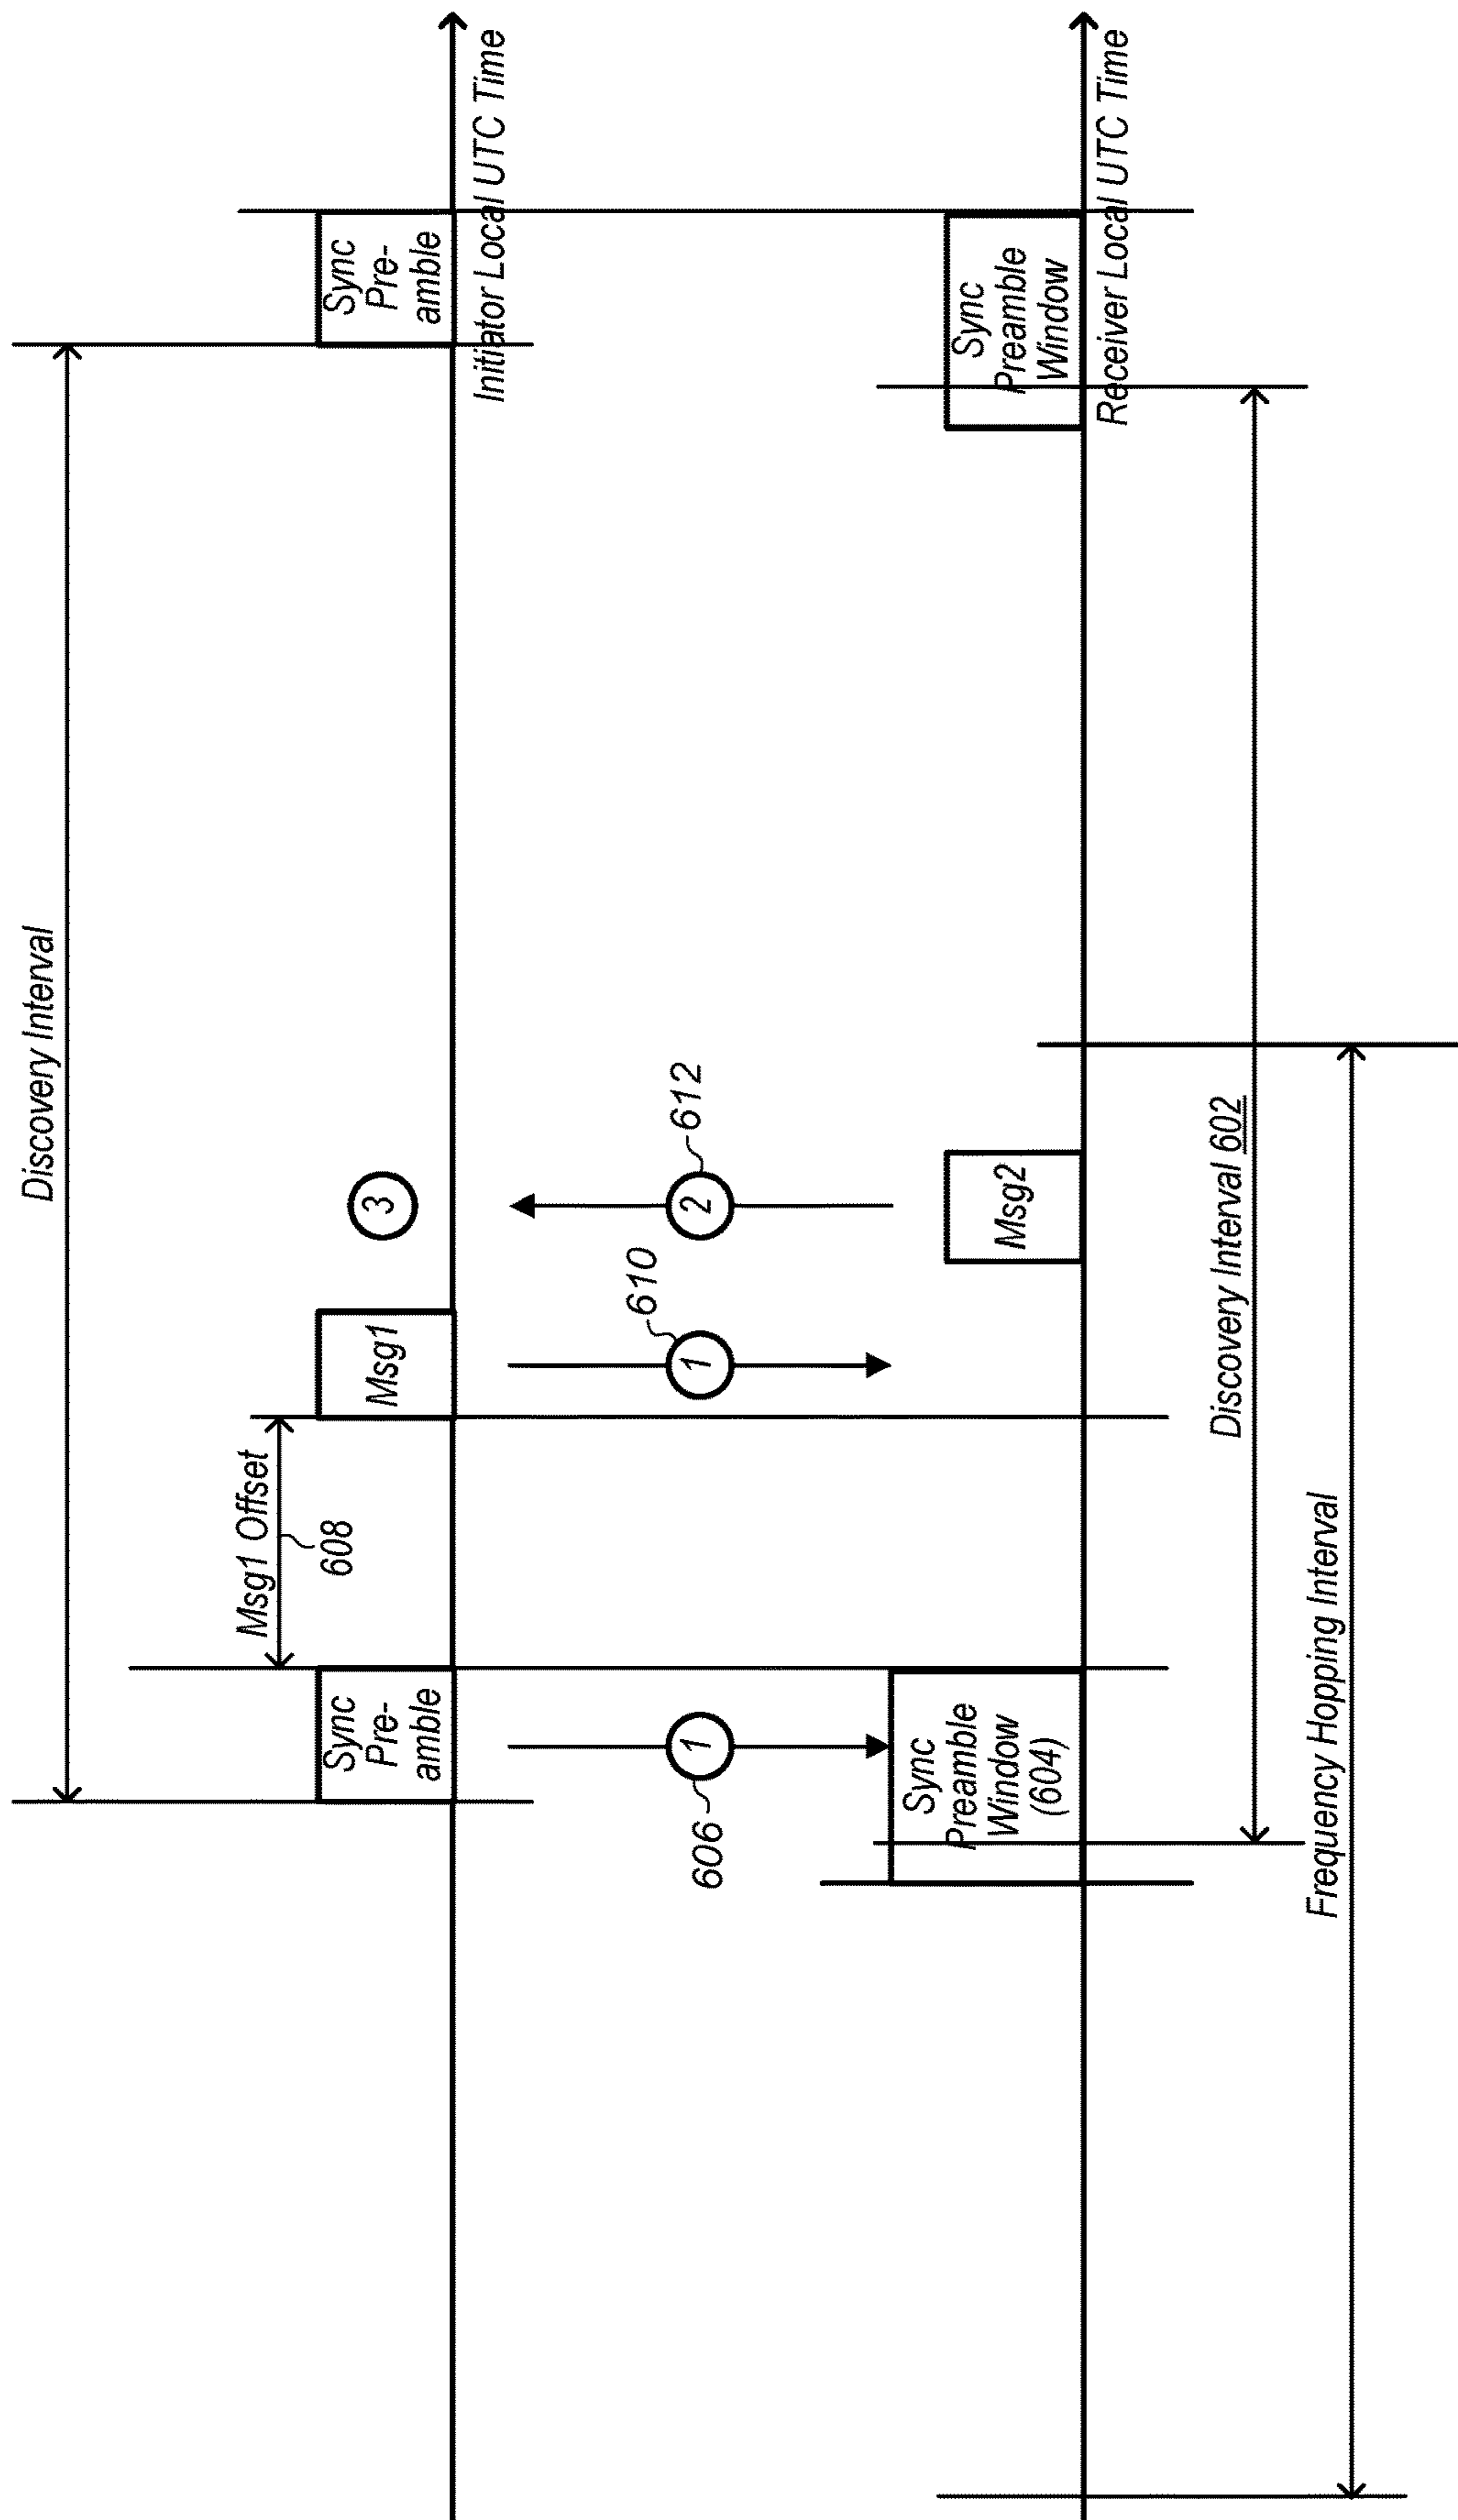 Discovery Interval
Msg1 Offset
608
Sync
Pre-
amble
Msg1
3
Sync
Pre-
amble
Initiator Local UTC Time
606
1
610
1
612
2
Sync
Preamble
Window
(604)
Msg2
Sync
Preamble
Window
Receiver Local UTC Time
Discovery Interval 602
Frequency Hopping Interval